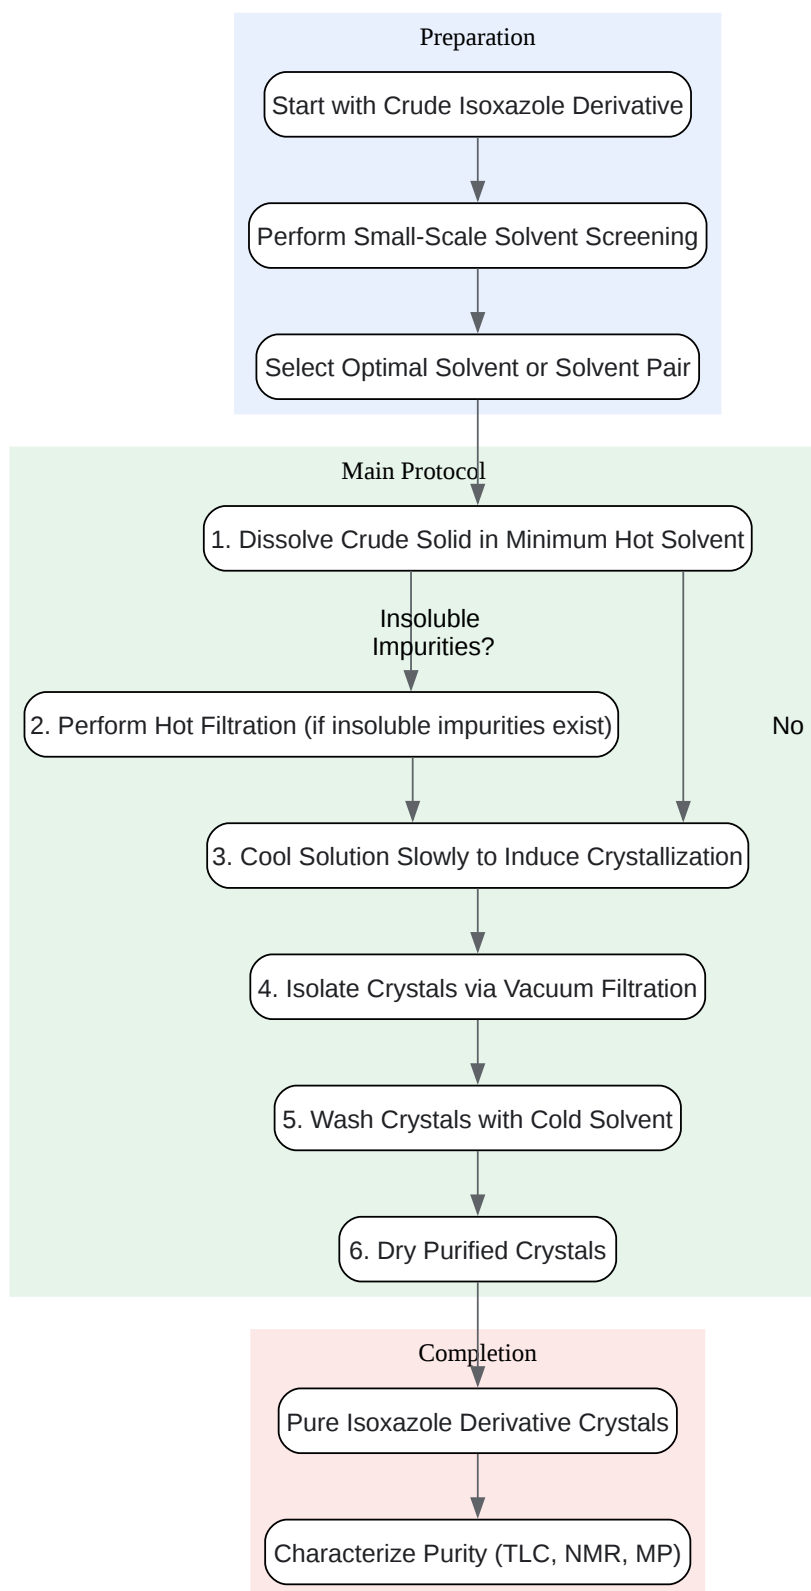 Preparation
Start with Crude Isoxazole Derivative
Perform Small-Scale Solvent Screening
Select Optimal Solvent or Solvent Pair
Main Protocol
1. Dissolve Crude Solid in Minimum Hot Solvent
Insoluble
Impurities?
2. Perform Hot Filtration (if insoluble impurities exist)
No
3. Cool Solution Slowly to Induce Crystallization
4. Isolate Crystals via Vacuum Filtration
5. Wash Crystals with Cold Solvent
6. Dry Purified Crystals
Completion
Pure Isoxazole Derivative Crystals
Characterize Purity (TLC, NMR, MP)